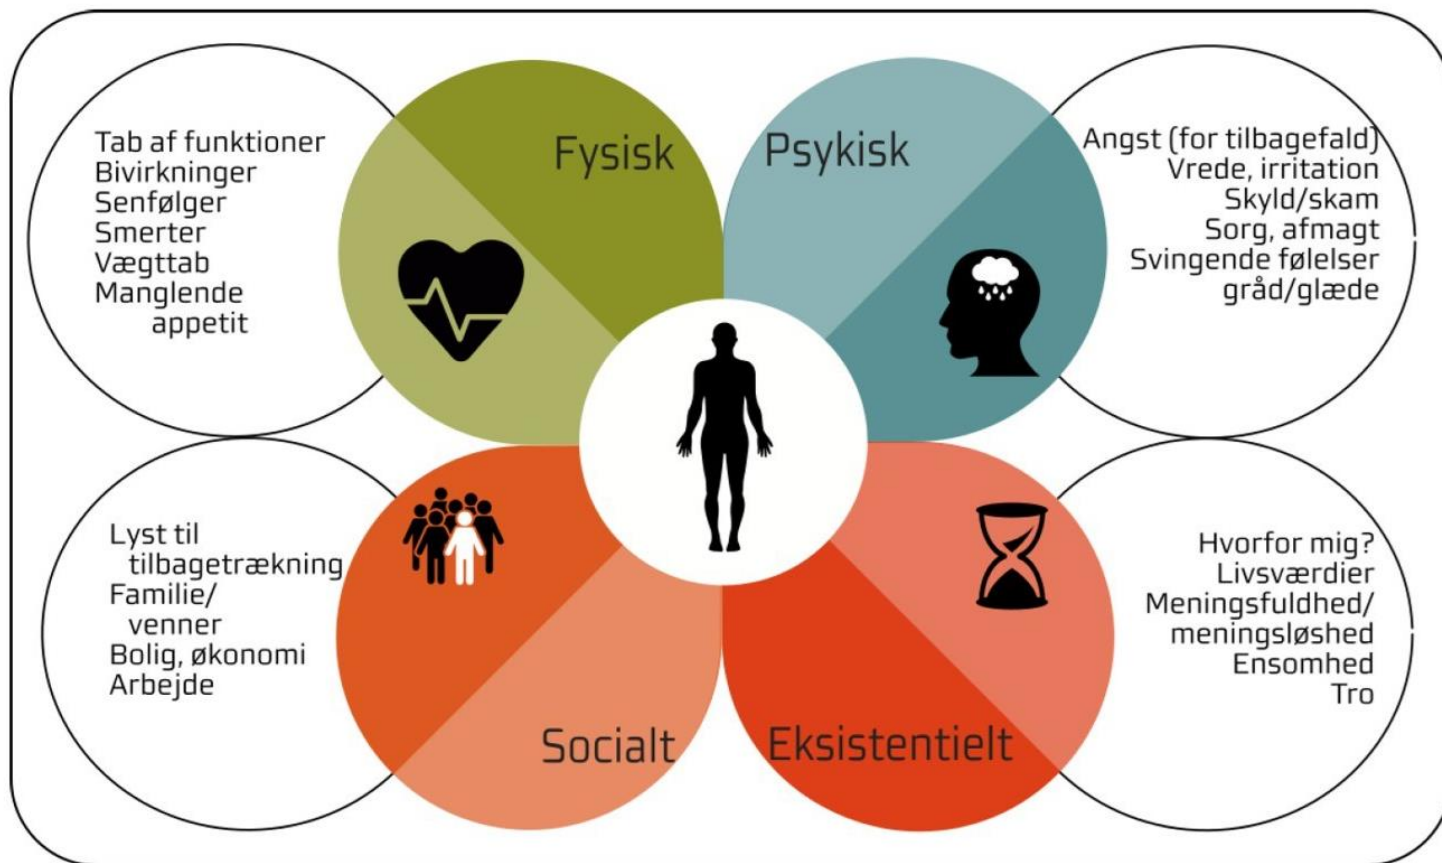 Fysisk
Tab af funktioner
Bivirkninger
Senfølger
Smerter
Vægttab
Manglende
appetit
Psykisk
Angst (for tilbagefald)
Vrede, irritation
Skyld/skam
Sorg, afmagt
Svingende følelser
gråd/glæde
Lyst til
tilbagetrækning
Familie/
venner
Bolig, økonomi
Arbejde
Socialt
Hvorfor mig?
Livsværdier
Meningsfuldhed/
meningsløshed
Ensomhed
Tro
Eksistentielt